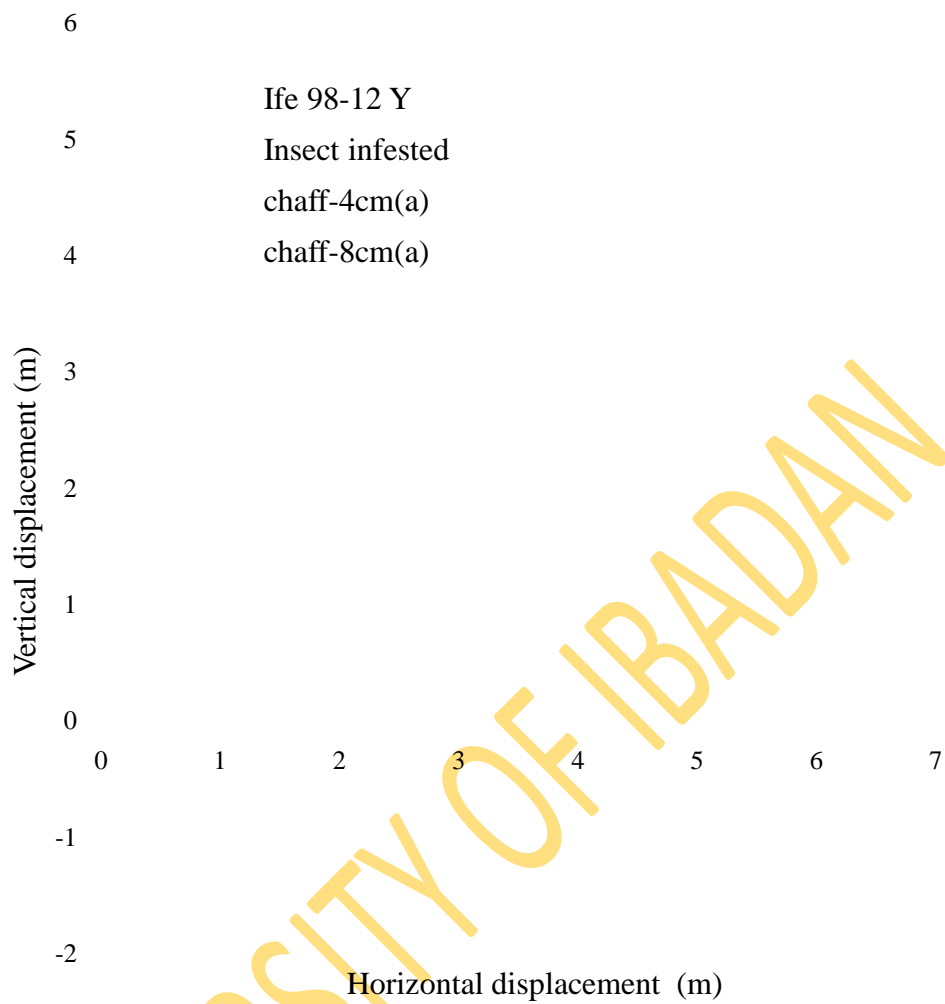 6
Ife 98-12 Y
5
Insect infested
chaff-4cm(a)
4
chaff-8cm(a)
Vertical displacement (m)
3
2
1
0
0 1 2 3 4 5 6 7
-1
-2
Horizontal displacement (m)
RSITY OF IBADAN